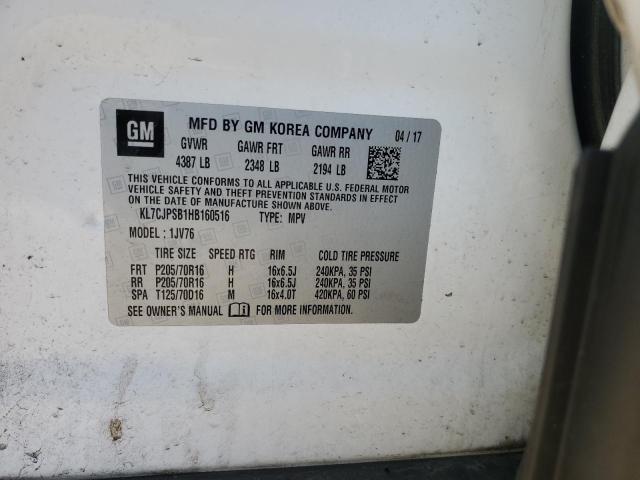 GM MFD BY GM KOREA COMPANY 04 / 17
GVWR GAWR FRT GAWR RR
4387 LB 2348 LB 2194 LB
THIS VEHICLE CONFORMS TO ALL APPLICABLE U.S. FEDERAL MOTOR
VEHICLE SAFETY AND THEFT PREVENTION STANDARDS IN EFFECT
ON THE DATE OF MANUFACTURE SHOWN ABOVE.
KL7CJPSB1HB160516 TYPE: MPV
MODEL: 1JV76
TIRE SIZE SPEED RTG RIM COLD TIRE PRESSURE
FRT P205/70R16 H 16x6.5J 240KPA, 35 PSI
RR P205/70R16 H 16x6.5J 240KPA, 35 PSI
SPA T125/70D16 M 16x4.0T 420KPA, 60 PSI
SEE OWNER'S MANUAL FOR MORE INFORMATION.